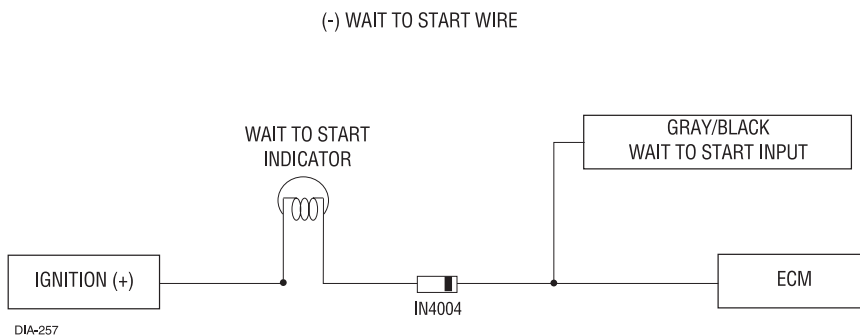 (-) WAIT TO START WIRE
WAIT TO START
INDICATOR
GRAY/BLACK
WAIT TO START INPUT
IGNITION (+)
IN4004
ECM
DIA-257